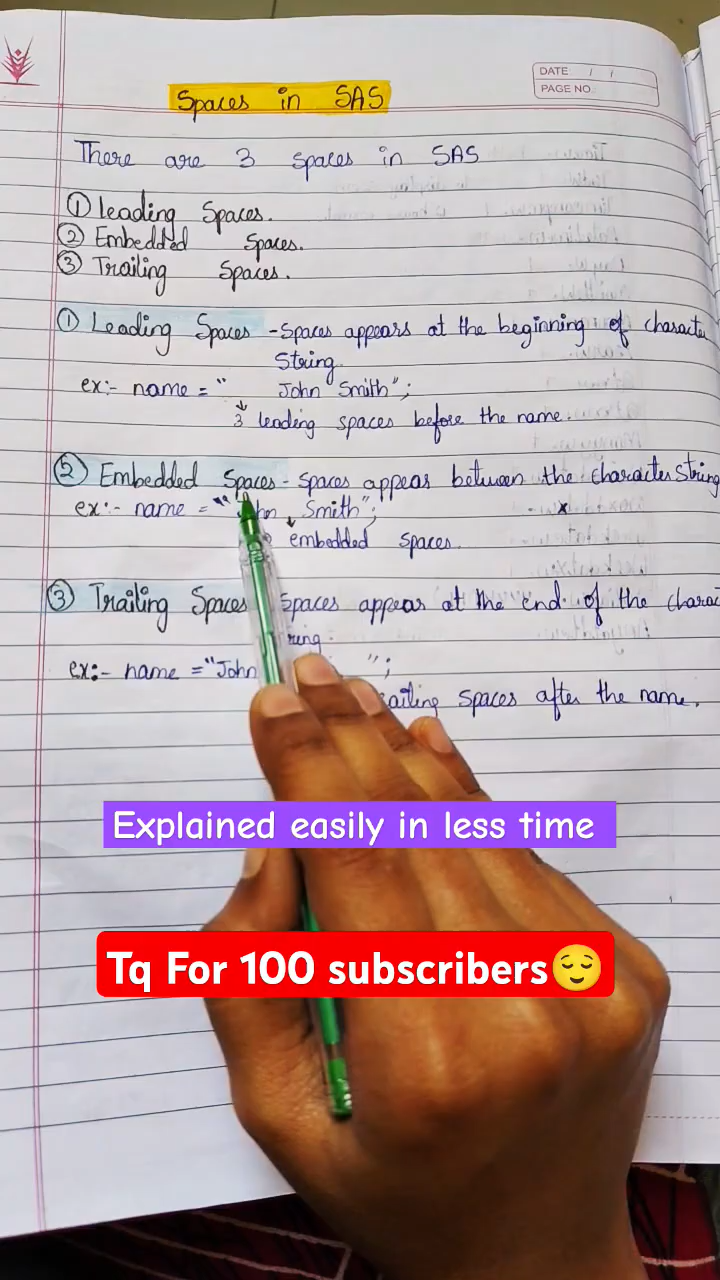 DATE / /
PAGE NO.
Spaces in SAS
There are 3 spaces in SAS
① Leading Spaces.
② Embedded Spaces.
③ Trailing Spaces.
① Leading Spaces - Spaces appears at the beginning of character
String.
ex:- name = " John Smith";
3 leading spaces before the name.
② Embedded Spaces - spaces appear between the character String
ex:- name = " Smith";
embedded spaces.
③ Trailing Spaces spaces appear at the end of the
ex:- name = "John ";
spaces after the name.
Explained easily in less time
Tq For 100 subscribers😌